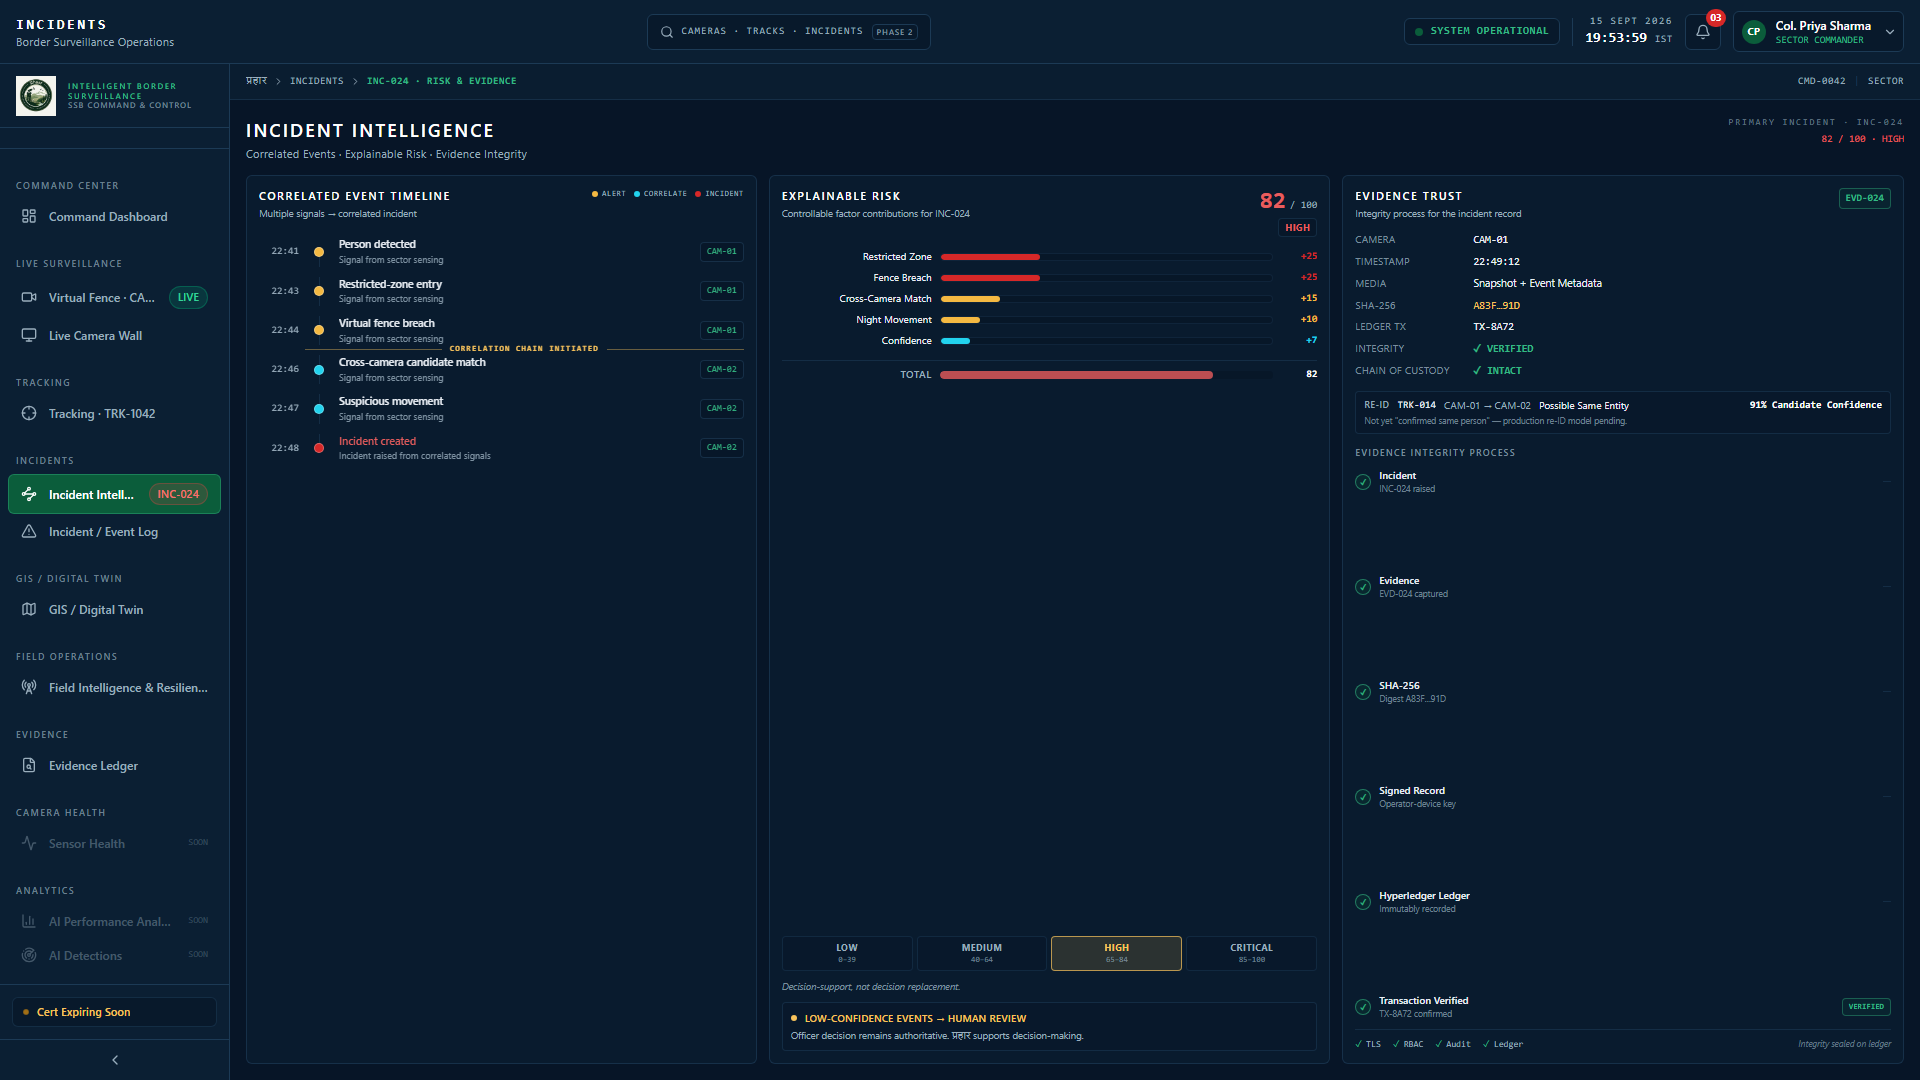 INCIDENTS
Border Surveillance Operations
CAMERAS · TRACKS · INCIDENTS PHASE 2
SYSTEM OPERATIONAL
15 SEPT 2026
19:53:59 IST
03
CP
Col. Priya Sharma
SECTOR COMMANDER
INTELLIGENT BORDER
SURVEILLANCE
SSB COMMAND & CONTROL
प्रहार > INCIDENTS > INC-024 · RISK & EVIDENCE
CMD-0042 | SECTOR
COMMAND CENTER
Command Dashboard
LIVE SURVEILLANCE
Virtual Fence · CA... LIVE
Live Camera Wall
TRACKING
Tracking · TRK-1042
INCIDENTS
Incident Intell... INC-024
Incident / Event Log
GIS / DIGITAL TWIN
GIS / Digital Twin
FIELD OPERATIONS
Field Intelligence & Resilien...
EVIDENCE
Evidence Ledger
CAMERA HEALTH
Sensor Health SOON
ANALYTICS
AI Performance Anal... SOON
AI Detections SOON
Cert Expiring Soon
INCIDENT INTELLIGENCE
Correlated Events · Explainable Risk · Evidence Integrity
PRIMARY INCIDENT · INC-024
82 / 100 · HIGH
CORRELATED EVENT TIMELINE
ALERT CORRELATE INCIDENT
Multiple signals → correlated incident
22:41 Person detected CAM-01
Signal from sector sensing
22:43 Restricted-zone entry CAM-01
Signal from sector sensing
22:44 Virtual fence breach CAM-01
Signal from sector sensing
CORRELATION CHAIN INITIATED
22:46 Cross-camera candidate match CAM-02
Signal from sector sensing
22:47 Suspicious movement CAM-02
Signal from sector sensing
22:48 Incident created CAM-02
Incident raised from correlated signals
EXPLAINABLE RISK
Controllable factor contributions for INC-024
82 / 100
HIGH
Restricted Zone +25
Fence Breach +25
Cross-Camera Match +15
Night Movement +10
Confidence +7
TOTAL 82
LOW
0-39
MEDIUM
40-64
HIGH
65-84
CRITICAL
85-100
Decision-support, not decision replacement.
LOW-CONFIDENCE EVENTS → HUMAN REVIEW
Officer decision remains authoritative. प्रहार supports decision-making.
EVIDENCE TRUST
EVD-024
Integrity process for the incident record
CAMERA CAM-01
TIMESTAMP 22:49:12
MEDIA Snapshot + Event Metadata
SHA-256 A83F…91D
LEDGER TX TX-8A72
INTEGRITY ✓ VERIFIED
CHAIN OF CUSTODY ✓ INTACT
RE-ID TRK-014 CAM-01 → CAM-02 Possible Same Entity 91% Candidate Confidence
Not yet "confirmed same person" — production re-ID model pending.
EVIDENCE INTEGRITY PROCESS
Incident —
INC-024 raised
Evidence —
EVD-024 captured
SHA-256 —
Digest A83F…91D
Signed Record —
Operator-device key
Hyperledger Ledger —
Immutably recorded
Transaction Verified VERIFIED
TX-8A72 confirmed
✓ TLS ✓ RBAC ✓ Audit ✓ Ledger
Integrity sealed on ledger